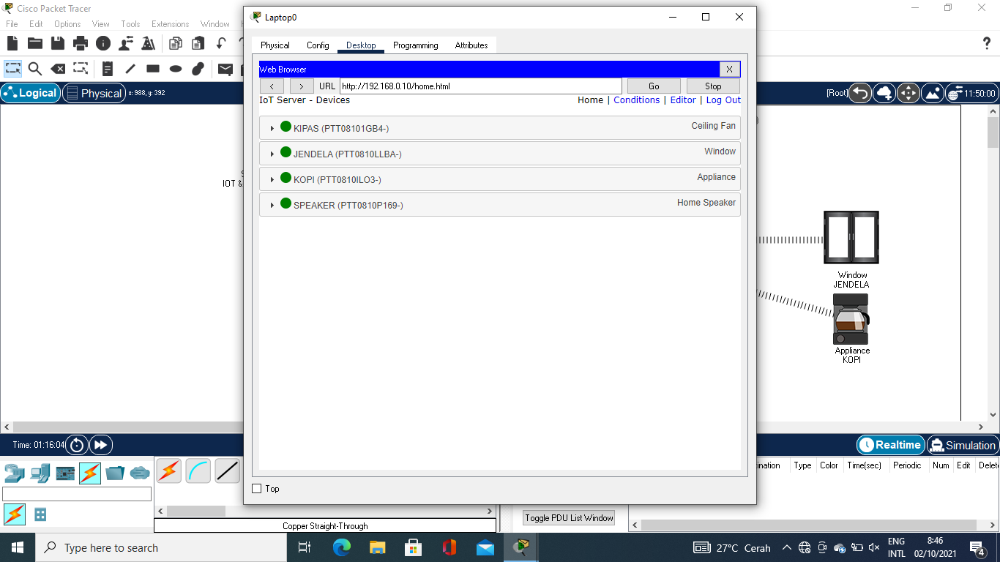 Cisco Packet Tracer
File Edit Options View Tools Extensions Window
Logical
Physical
x: 988, y: 392
[Root]
11:50:00
Laptop0
Physical Config Desktop Programming Attributes
Web Browser
X
< > URL http://192.168.0.10/home.html Go Stop
IoT Server - Devices
Home | Conditions | Editor | Log Out
KIPAS (PTT08101GB4-) Ceiling Fan
JENDELA (PTT0810LLBA-) Window
KOPI (PTT0810ILO3-) Appliance
SPEAKER (PTT0810P169-) Home Speaker
Top
IOT &
Window
JENDELA
Appliance
KOPI
Time: 01:16:04
Realtime
Simulation
Type Color Time(sec) Periodic Num Edit
Toggle PDU List Window
Copper Straight-Through
Type here to search
27°C Cerah
ENG
INTL
8:46
02/10/2021
4